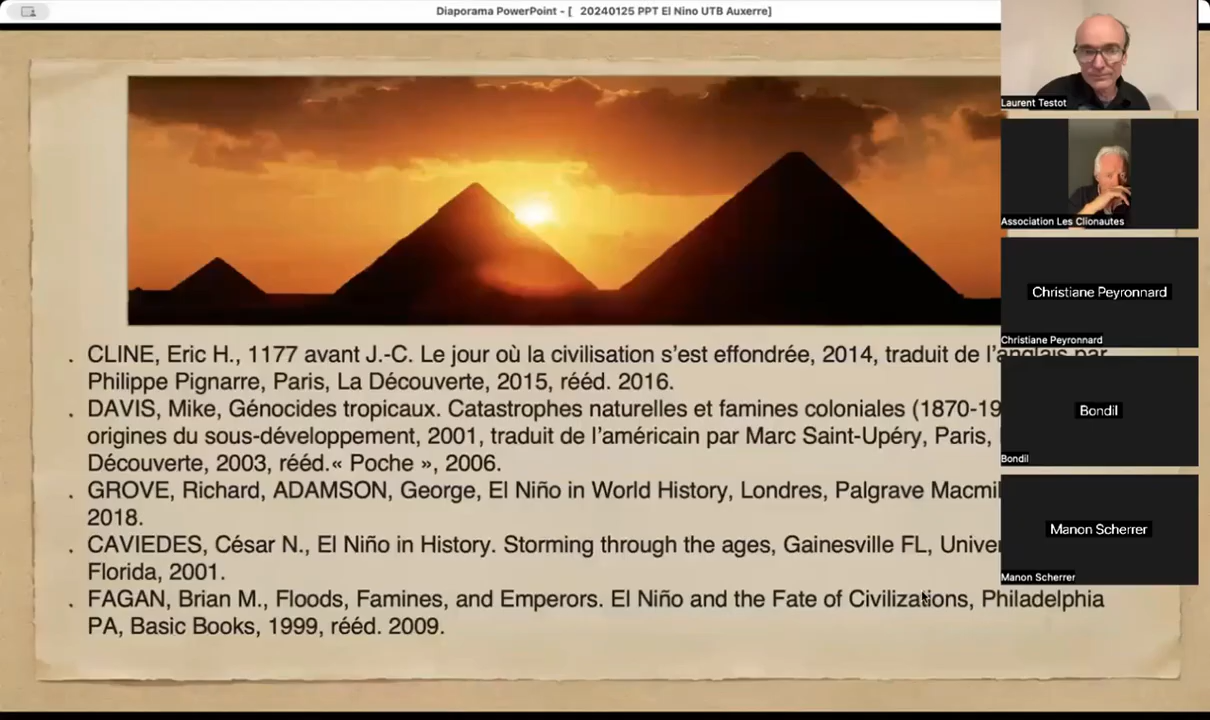 Diaporama PowerPoint - [ 20240125 PPT El Nino UTB Auxerre]
Laurent Testot
Association Les Clionautes
Christiane Peyronnard
Christiane Peyronnard
Bondil
Bondil
Manon Scherrer
Manon Scherrer
. CLINE, Eric H., 1177 avant J.-C. Le jour où la civilisation s'est effondrée, 2014, traduit de l'anglais par
Philippe Pignarre, Paris, La Découverte, 2015, rééd. 2016.
. DAVIS, Mike, Génocides tropicaux. Catastrophes naturelles et famines coloniales (1870-19
origines du sous-développement, 2001, traduit de l'américain par Marc Saint-Upéry, Paris,
Découverte, 2003, rééd.« Poche », 2006.
. GROVE, Richard, ADAMSON, George, El Niño in World History, Londres, Palgrave Macmil
2018.
. CAVIEDES, César N., El Niño in History. Storming through the ages, Gainesville FL, Univer
Florida, 2001.
. FAGAN, Brian M., Floods, Famines, and Emperors. El Niño and the Fate of Civilizations, Philadelphia
PA, Basic Books, 1999, rééd. 2009.